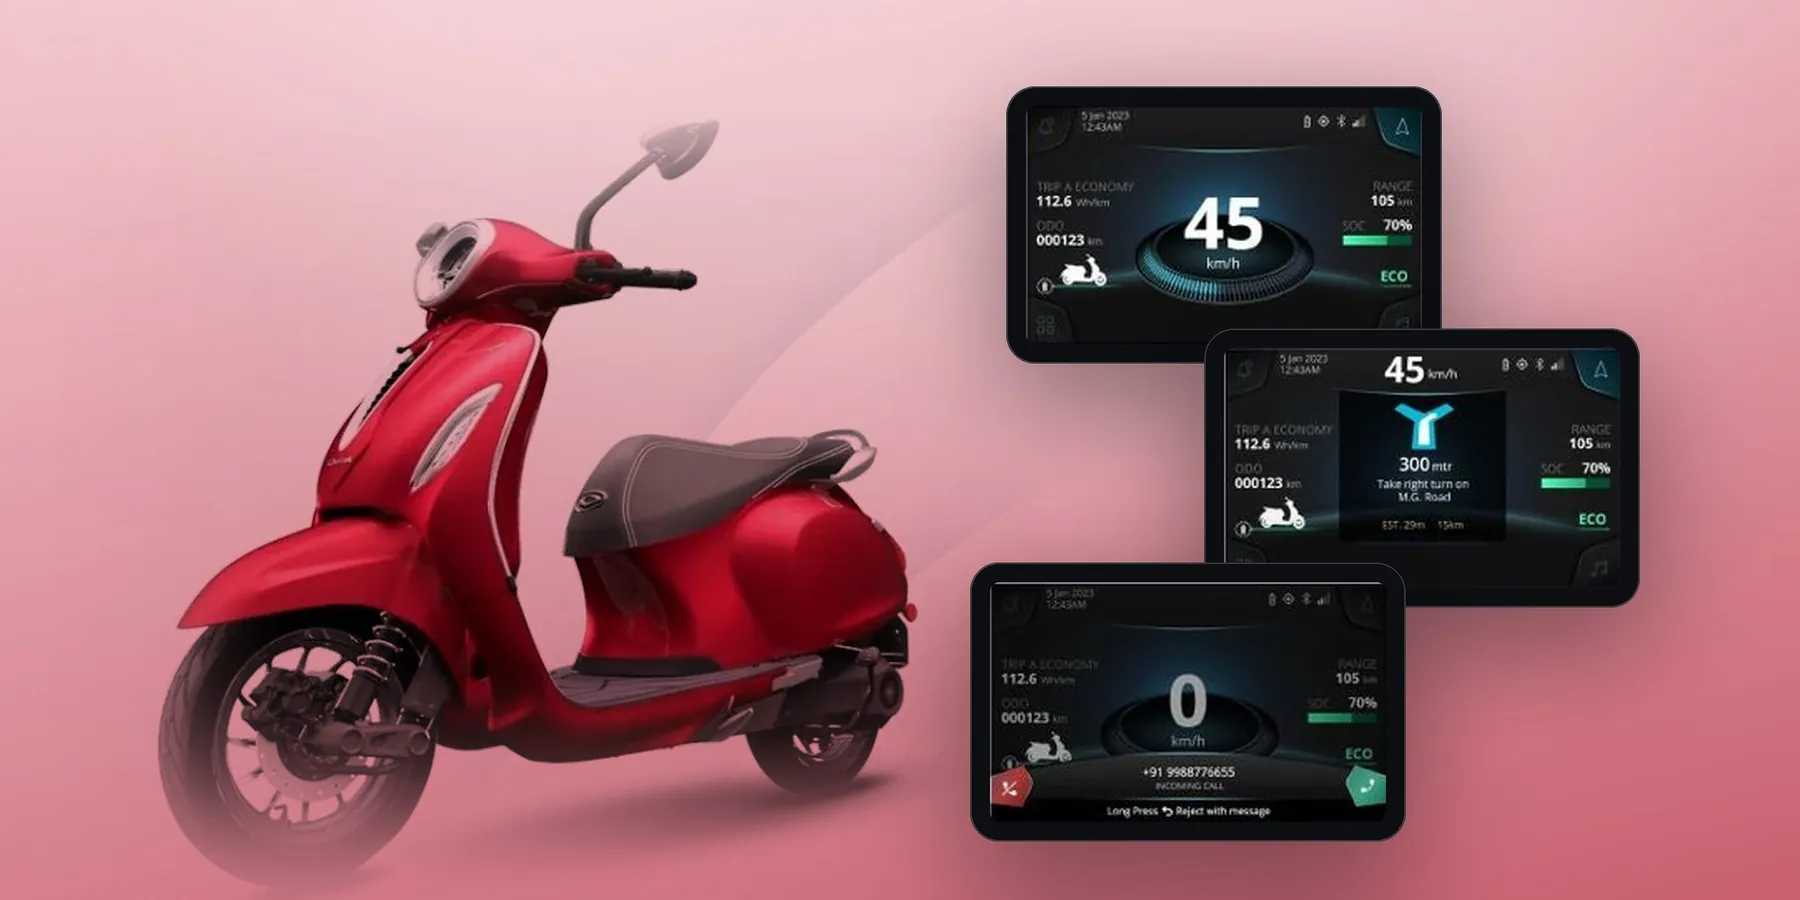 5 Jan 2023
12:43AM
TRIP A ECONOMY
112.6 Wh/km
ODO
000123 km
45
km/h
RANGE
105 km
SOC 70%
ECO
5 Jan 2023
12:43AM
45 km/h
TRIP A ECONOMY
112.6 Wh/km
ODO
000123 km
300 mtr
Take right turn on
M.G. Road
EST. 29m 15km
RANGE
105 km
SOC 70%
ECO
5 Jan 2023
12:43AM
TRIP A ECONOMY
112.6 Wh/km
ODO
000123 km
0
km/h
RANGE
105 km
SOC 70%
ECO
+91 9988776655
INCOMING CALL
Long Press Reject with message